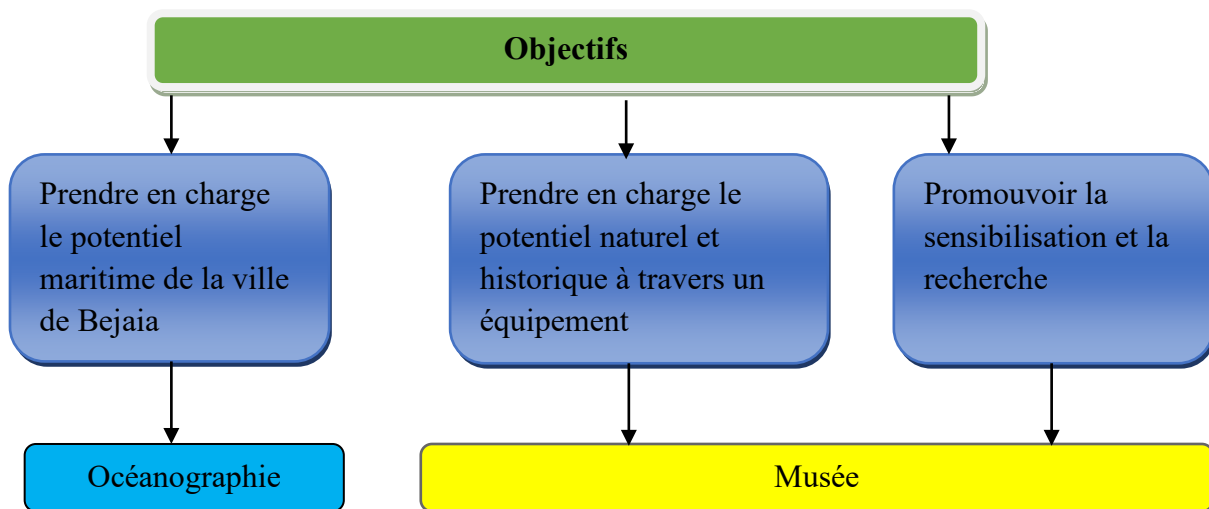 Objectifs
Prendre en charge
le potentiel
maritime de la ville
de Bejaia
Prendre en charge le
potentiel naturel et
historique à travers un
équipement
Promouvoir la
sensibilisation et la
recherche
Océanographie
Musée